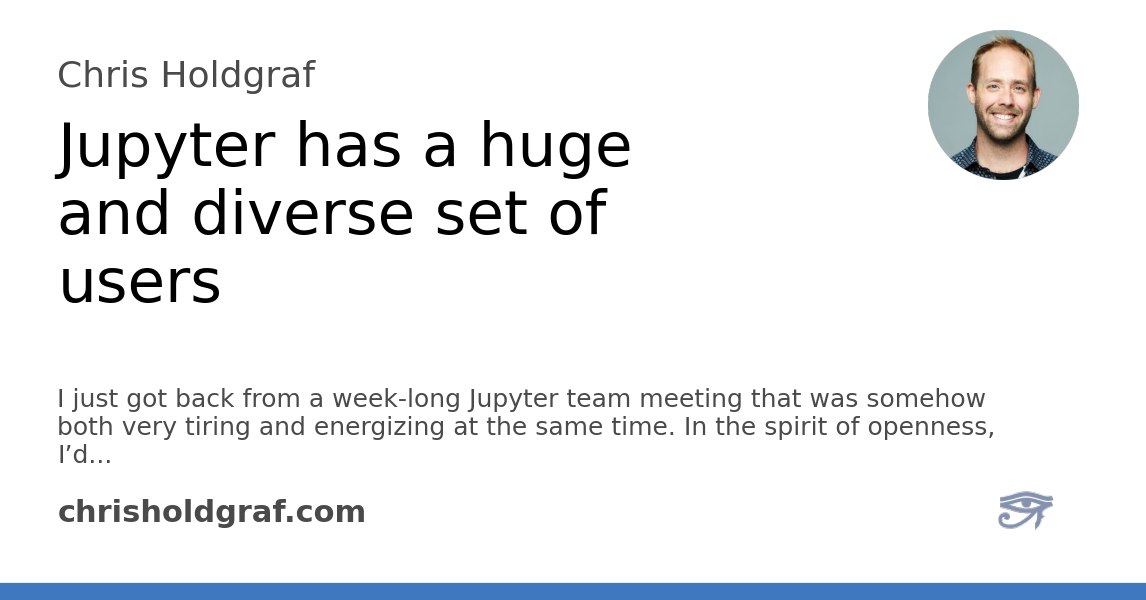 Chris Holdgraf
Jupyter has a huge
and diverse set of
users
I just got back from a week-long Jupyter team meeting that was somehow
both very tiring and energizing at the same time. In the spirit of openness,
I’d...
chrisholdgraf.com